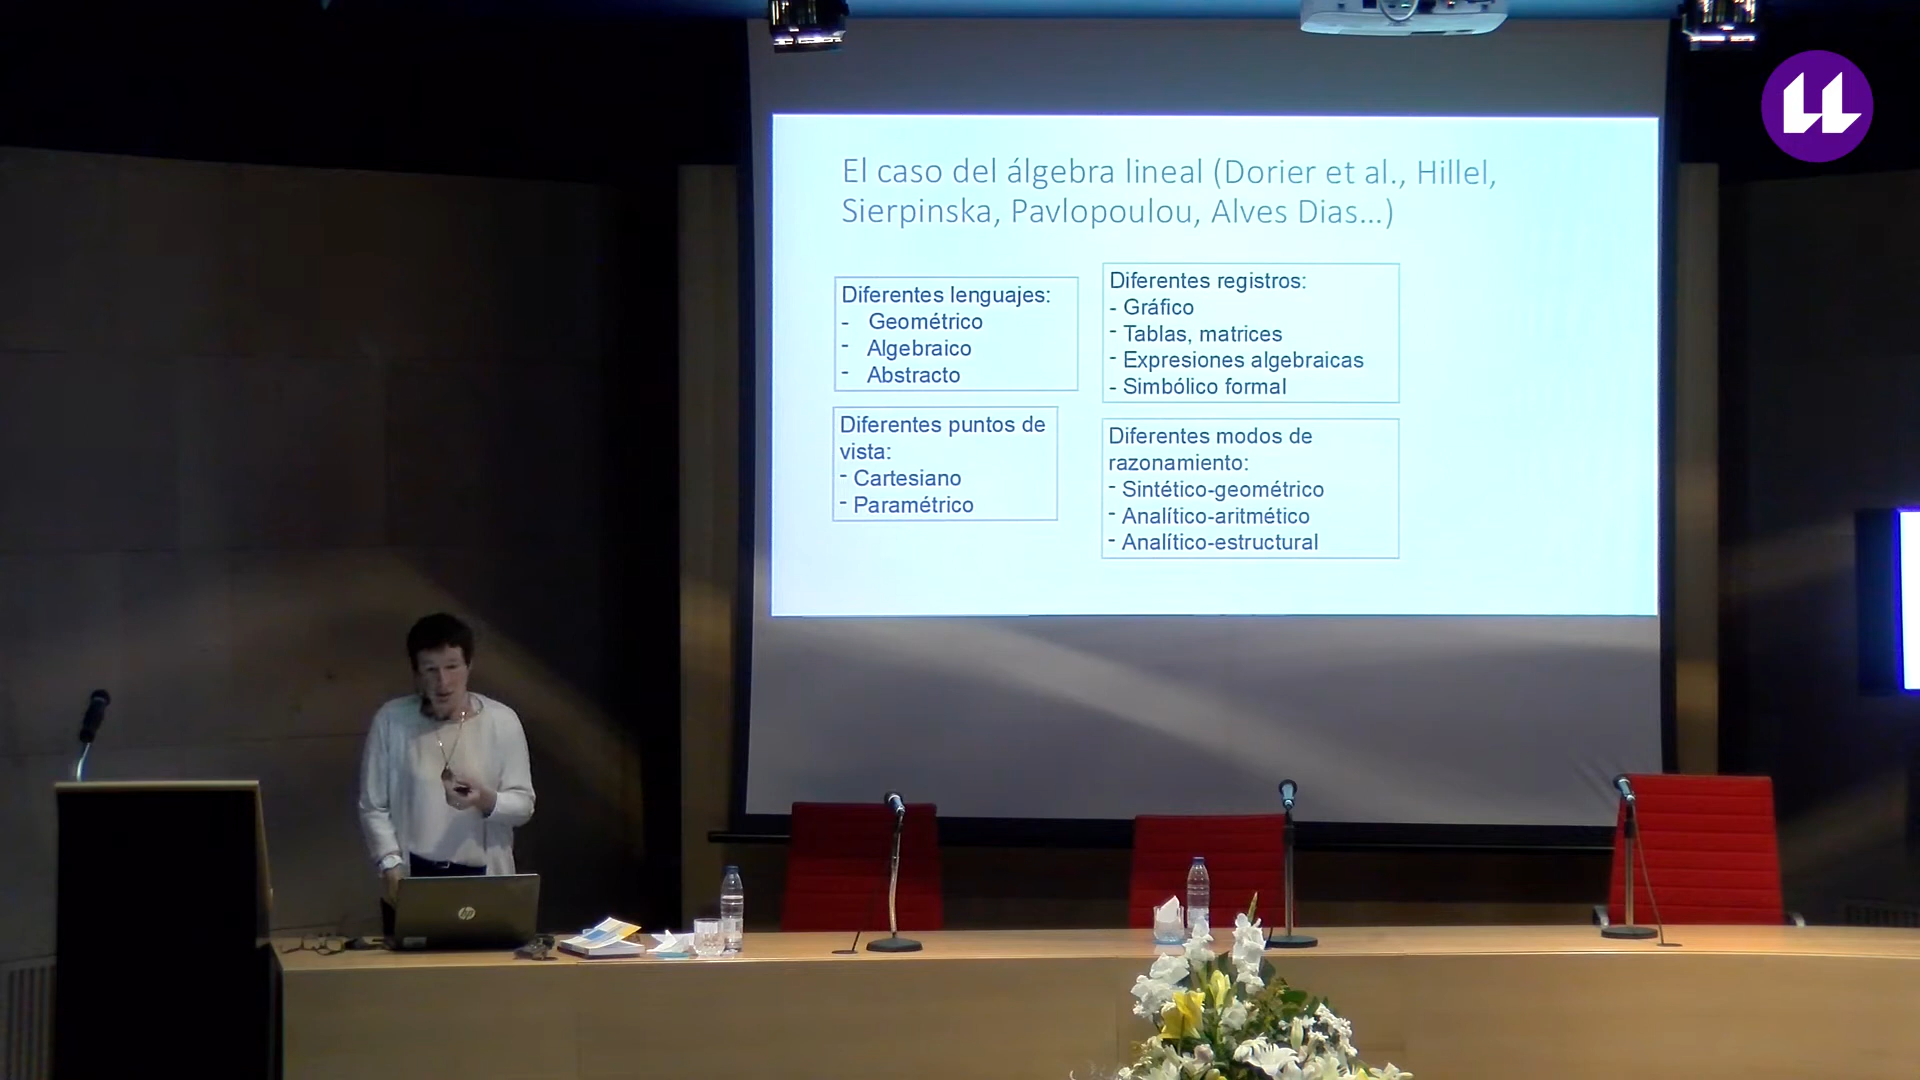 El caso del álgebra lineal (Dorier et al., Hillel,
Sierpinska, Pavlopoulou, Alves Dias...)
Diferentes lenguajes:
- Geométrico
- Algebraico
- Abstracto
Diferentes registros:
- Gráfico
- Tablas, matrices
- Expresiones algebraicas
- Simbólico formal
Diferentes puntos de
vista:
- Cartesiano
- Paramétrico
Diferentes modos de
razonamiento:
- Sintético-geométrico
- Analítico-aritmético
- Analítico-estructural
hp